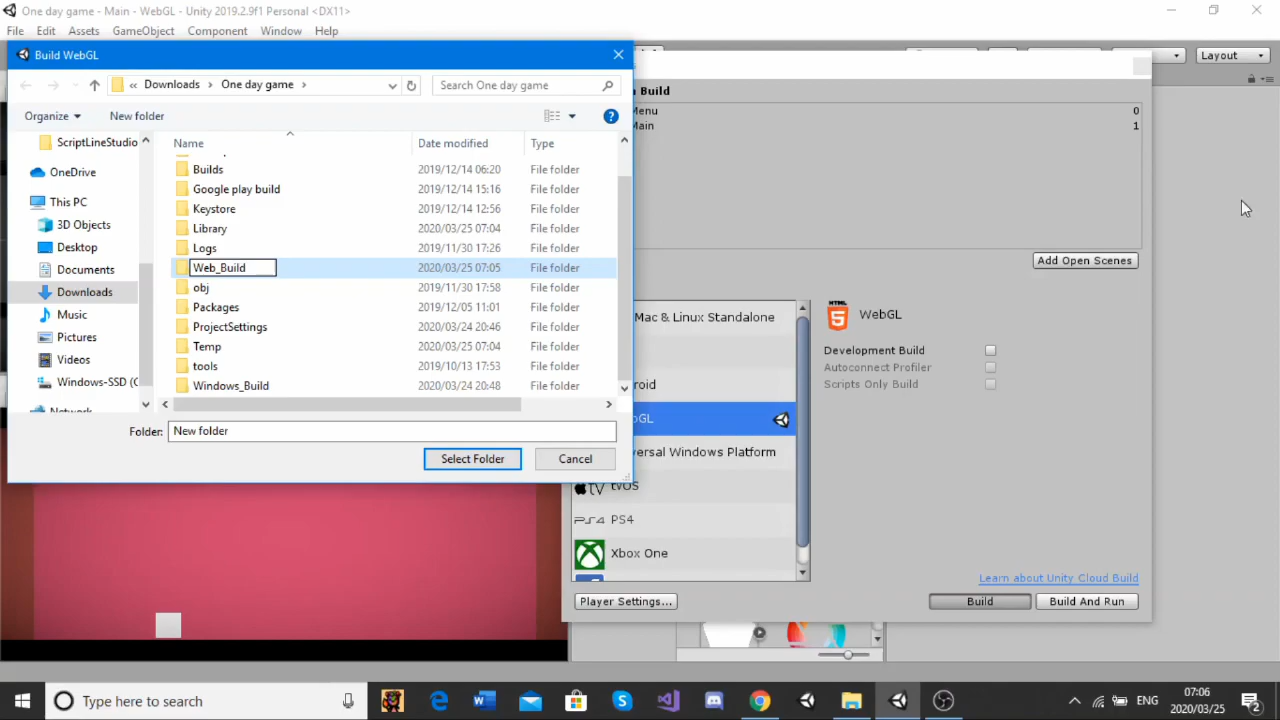 One day game - Main - WebGL - Unity 2019.2.9f1 Personal <DX11>
File Edit Assets GameObject Component Window Help
Build WebGL
Layout
« Downloads > One day game >
Search One day game
Build
Organize
New folder
Menu 0
Main 1
Name Date modified Type
ScriptLineStudio
OneDrive
This PC
3D Objects
Desktop
Documents
Downloads
Music
Pictures
Videos
Windows-SSD (C
Network
Builds 2019/12/14 06:20 File folder
Google play build 2019/12/14 15:16 File folder
Keystore 2019/12/14 12:56 File folder
Library 2020/03/25 07:04 File folder
Logs 2019/11/30 17:26 File folder
Web_Build 2020/03/25 07:05 File folder
obj 2019/11/30 17:58 File folder
Packages 2019/12/05 11:01 File folder
ProjectSettings 2020/03/24 20:46 File folder
Temp 2020/03/25 07:04 File folder
tools 2019/10/13 17:53 File folder
Windows_Build 2020/03/24 20:48 File folder
Folder: New folder
Select Folder Cancel
Add Open Scenes
Mac & Linux Standalone
roid
GL
versal Windows Platform
tv tvOS
PS4
Xbox One
HTML
5
WebGL
Development Build
Autoconnect Profiler
Scripts Only Build
Learn about Unity Cloud Build
Player Settings...
Build
Build And Run
Type here to search
ENG
07:06
2020/03/25
2